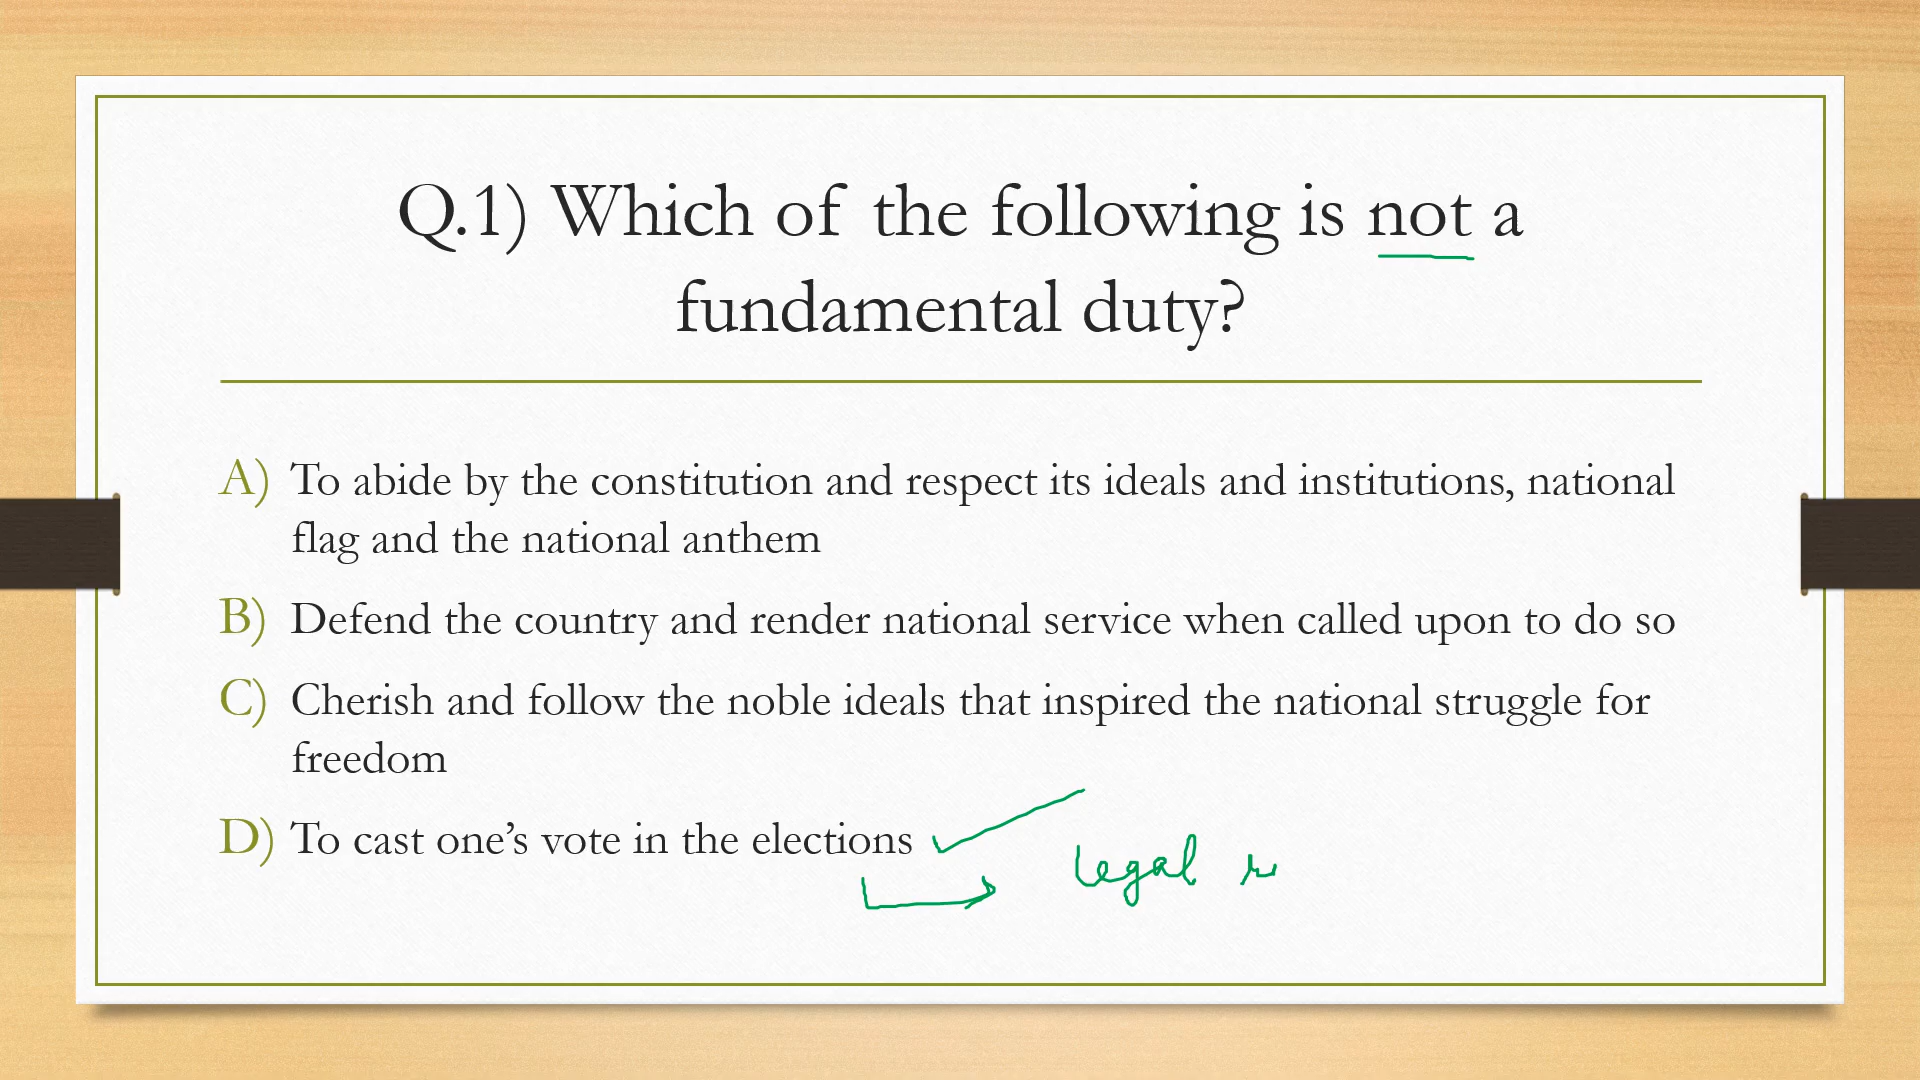 Q.1) Which of the following is not a
fundamental duty?
A) To abide by the constitution and respect its ideals and institutions, national
flag and the national anthem
B) Defend the country and render national service when called upon to do so
C) Cherish and follow the noble ideals that inspired the national struggle for
freedom
D) To cast one’s vote in the elections
Legal